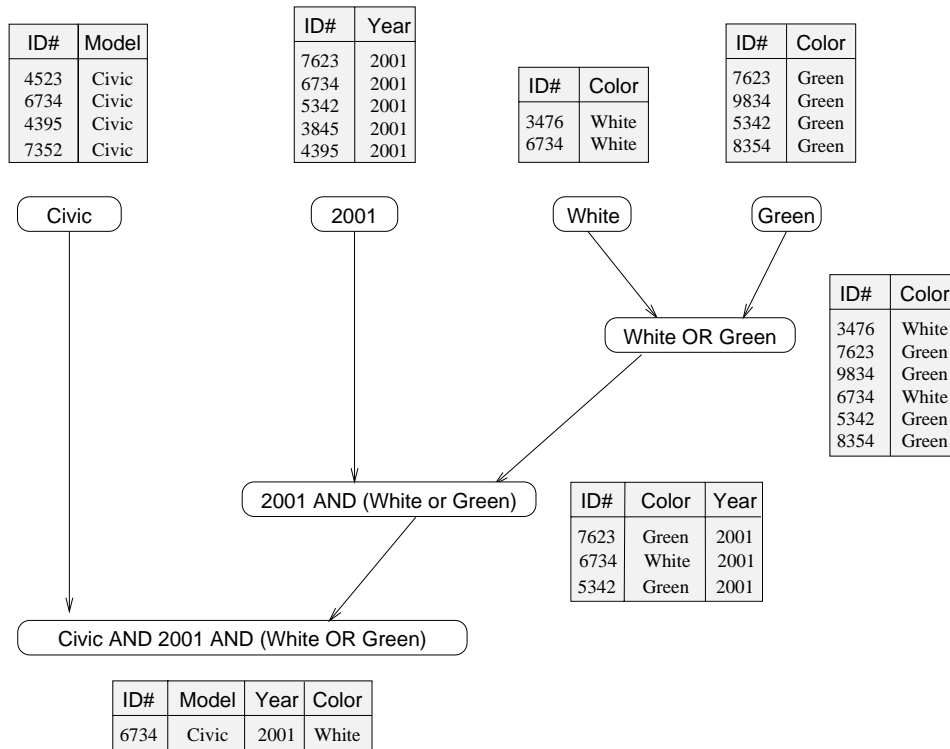 ID# Model
4523 Civic
6734 Civic
4395 Civic
7352 Civic
ID# Year
7623 2001
6734 2001
5342 2001
3845 2001
4395 2001
ID# Color
3476 White
6734 White
ID# Color
7623 Green
9834 Green
5342 Green
8354 Green
Civic
2001
White
Green
White OR Green
ID# Color
3476 White
7623 Green
9834 Green
6734 White
5342 Green
8354 Green
2001 AND (White or Green)
ID# Color Year
7623 Green 2001
6734 White 2001
5342 Green 2001
Civic AND 2001 AND (White OR Green)
ID# Model Year Color
6734 Civic 2001 White